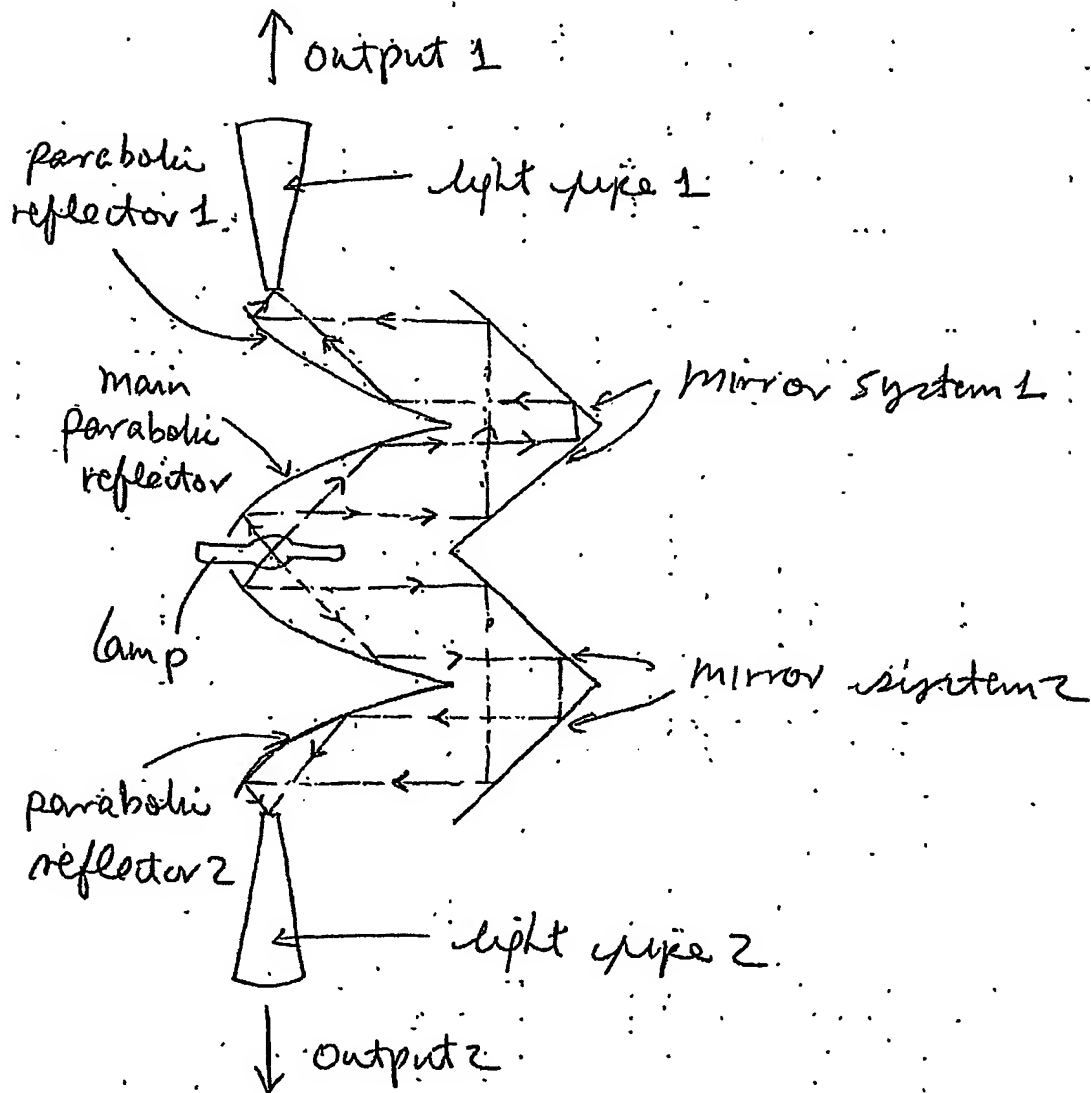 Output 1
parabolic
reflector 1
light pipe 1
main
parabolic
reflector
mirror system 1
Lamp
mirror system 2
parabolic
reflector 2
light pipe 2
Output 2